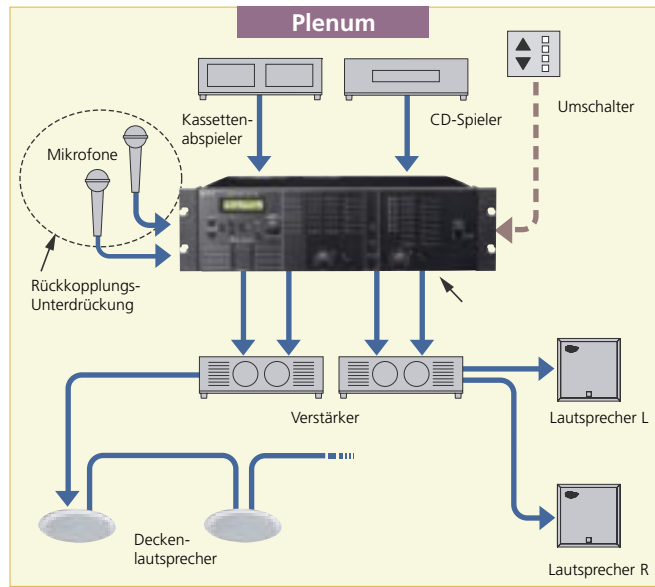 Plenum
Kassetten-
abspieler
CD-Spieler
Umschalter
Mikrofone
Rückkopplungs-
Unterdrückung
Verstärker
Lautsprecher L
Decken-
lautsprecher
Lautsprecher R